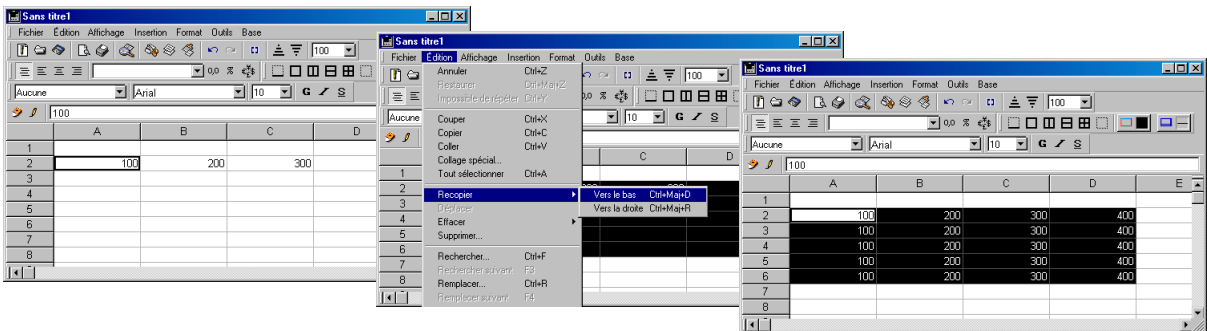 Sans titre1
Fichier Édition Affichage Insertion Format Outils Base
100
0,0 %
Aucune Arial 10 G I S
100
A B C D
1
2 100 200 300
3
4
5
6
7
8
Sans titre1
Fichier Édition Affichage Insertion Format Outils Base
100
Annuler Ctrl+Z
Restaurer Ctrl+Maj+Z
Impossible de répéter Ctrl+Y
Couper Ctrl+X
Copier Ctrl+C
Coller Ctrl+V
Collage spécial...
Tout sélectionner Ctrl+A
Recopier
Vers le bas Ctrl+Maj+D
Vers la droite Ctrl+Maj+R
Déplacer
Effacer
Supprimer...
Rechercher... Ctrl+F
Rechercher suivant F3
Remplacer... Ctrl+R
Remplacer suivant F4
Aucune 10 G I S
C D
1
2
3
4
5
6
7
8
Sans titre1
Fichier Édition Affichage Insertion Format Outils Base
100
0,0 %
Aucune Arial 10 G I S
100
A B C D E
1
2 100 200 300 400
3 100 200 300 400
4 100 200 300 400
5 100 200 300 400
6 100 200 300 400
7
8